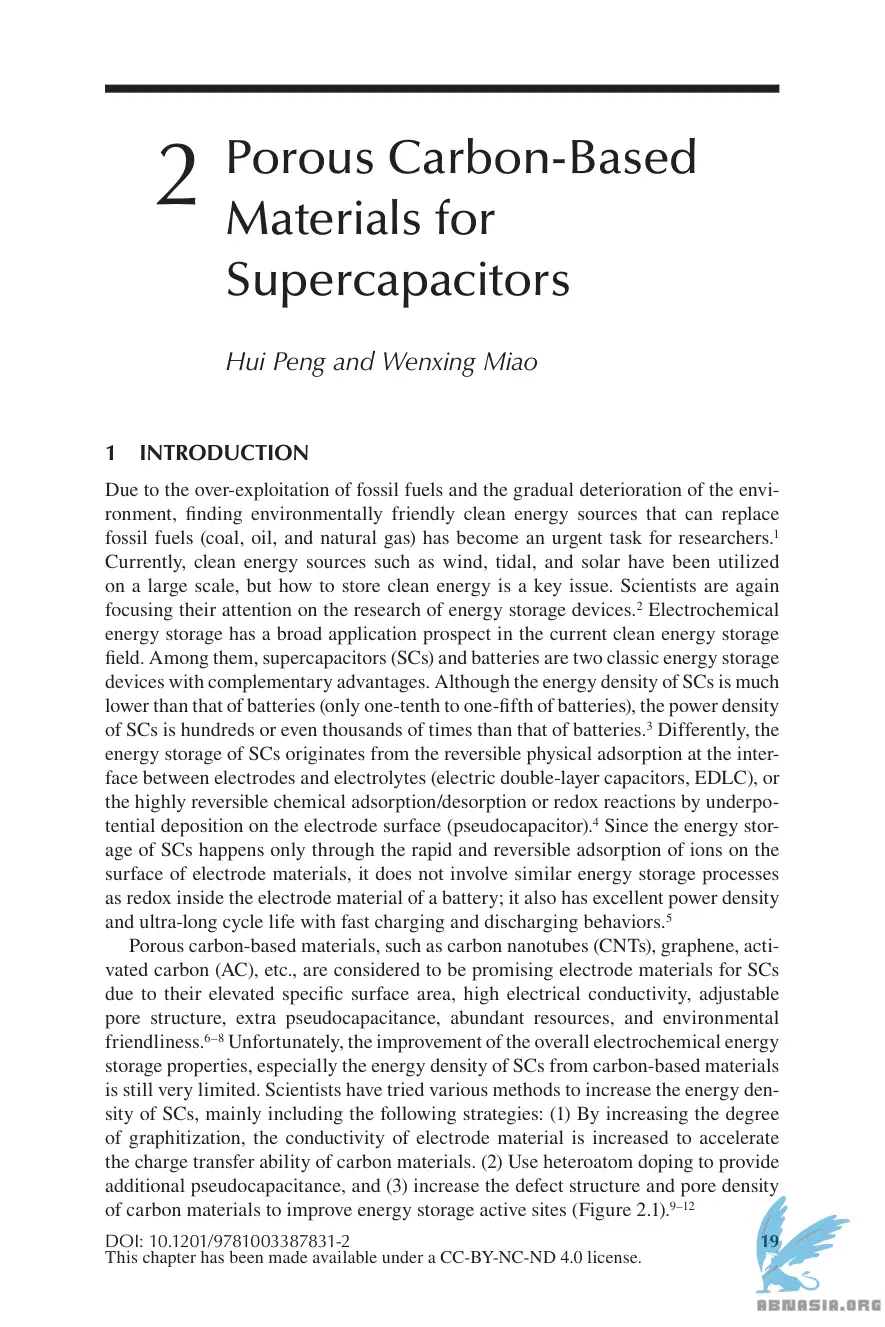 2
Porous Carbon-Based
Materials for
Supercapacitors
Hui Peng and Wenxing Miao
1 INTRODUCTION
Due to the over-exploitation of fossil fuels and the gradual deterioration of the envi-
ronment, finding environmentally friendly clean energy sources that can replace
fossil fuels (coal, oil, and natural gas) has become an urgent task for researchers.¹
Currently, clean energy sources such as wind, tidal, and solar have been utilized
on a large scale, but how to store clean energy is a key issue. Scientists are again
focusing their attention on the research of energy storage devices.² Electrochemical
energy storage has a broad application prospect in the current clean energy storage
field. Among them, supercapacitors (SCs) and batteries are two classic energy storage
devices with complementary advantages. Although the energy density of SCs is much
lower than that of batteries (only one-tenth to one-fifth of batteries), the power density
of SCs is hundreds or even thousands of times than that of batteries.³ Differently, the
energy storage of SCs originates from the reversible physical adsorption at the inter-
face between electrodes and electrolytes (electric double-layer capacitors, EDLC), or
the highly reversible chemical adsorption/desorption or redox reactions by underpo-
tential deposition on the electrode surface (pseudocapacitor).⁴ Since the energy stor-
age of SCs happens only through the rapid and reversible adsorption of ions on the
surface of electrode materials, it does not involve similar energy storage processes
as redox inside the electrode material of a battery; it also has excellent power density
and ultra-long cycle life with fast charging and discharging behaviors.⁵
Porous carbon-based materials, such as carbon nanotubes (CNTs), graphene, acti-
vated carbon (AC), etc., are considered to be promising electrode materials for SCs
due to their elevated specific surface area, high electrical conductivity, adjustable
pore structure, extra pseudocapacitance, abundant resources, and environmental
friendliness.⁶⁻⁸ Unfortunately, the improvement of the overall electrochemical energy
storage properties, especially the energy density of SCs from carbon-based materials
is still very limited. Scientists have tried various methods to increase the energy den-
sity of SCs, mainly including the following strategies: (1) By increasing the degree
of graphitization, the conductivity of electrode material is increased to accelerate
the charge transfer ability of carbon materials. (2) Use heteroatom doping to provide
additional pseudocapacitance, and (3) increase the defect structure and pore density
of carbon materials to improve energy storage active sites (Figure 2.1).⁹⁻¹²
DOI: 10.1201/9781003387831-2
19
This chapter has been made available under a CC-BY-NC-ND 4.0 license.
ABNASIA.ORG